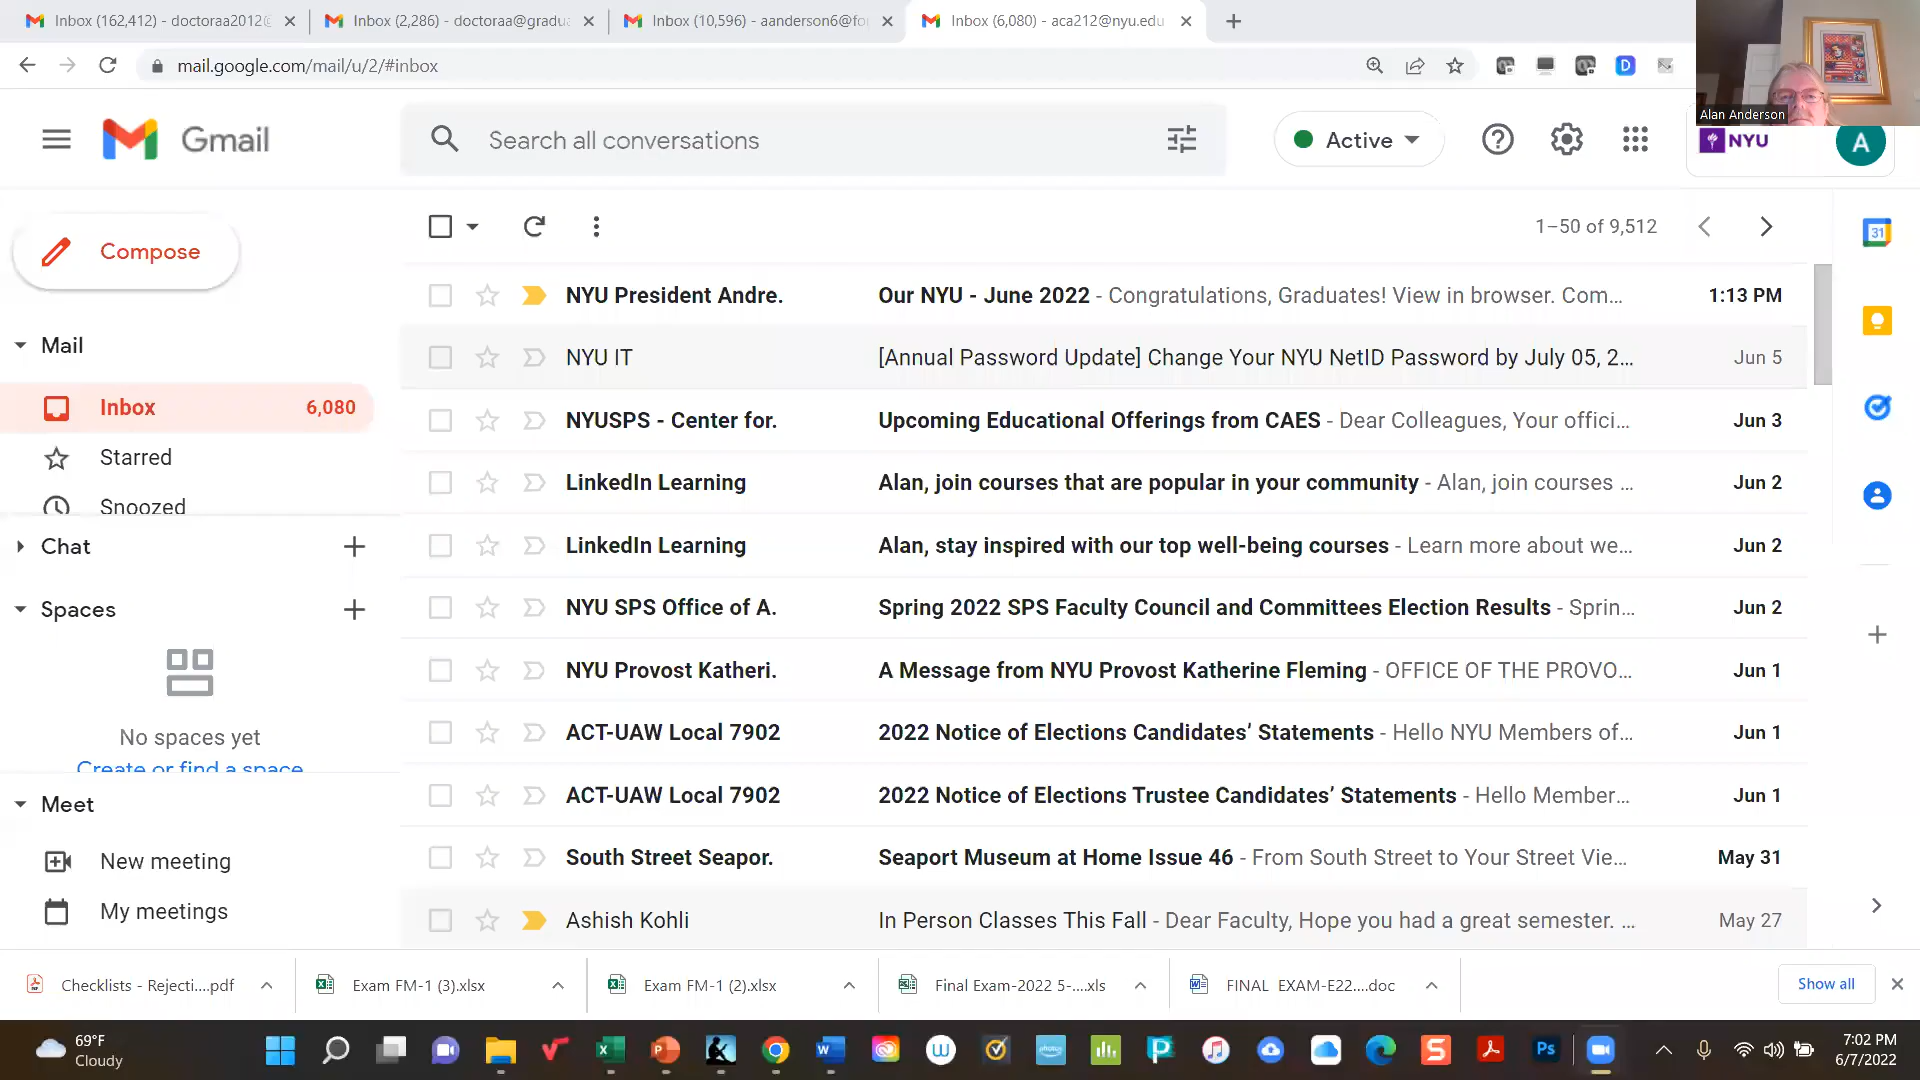 Inbox (162,412) - doctoraa2012@
Inbox (2,286) - doctoraa@gradu
Inbox (10,596) - aanderson6@fo
Inbox (6,080) - aca212@nyu.edu
mail.google.com/mail/u/2/#inbox
D
Alan Anderson
Gmail
Search all conversations
Active
NYU
A
Compose
1–50 of 9,512
31
Mail
Inbox 6,080
Starred
Snoozed
Chat
Spaces
No spaces yet
Create or find a space
Meet
New meeting
My meetings
NYU President Andre. Our NYU - June 2022 - Congratulations, Graduates! View in browser. Com... 1:13 PM
NYU IT [Annual Password Update] Change Your NYU NetID Password by July 05, 2... Jun 5
NYUSPS - Center for. Upcoming Educational Offerings from CAES - Dear Colleagues, Your offici... Jun 3
LinkedIn Learning Alan, join courses that are popular in your community - Alan, join courses ... Jun 2
LinkedIn Learning Alan, stay inspired with our top well-being courses - Learn more about we... Jun 2
NYU SPS Office of A. Spring 2022 SPS Faculty Council and Committees Election Results - Sprin... Jun 2
NYU Provost Katheri. A Message from NYU Provost Katherine Fleming - OFFICE OF THE PROVO... Jun 1
ACT-UAW Local 7902 2022 Notice of Elections Candidates’ Statements - Hello NYU Members of... Jun 1
ACT-UAW Local 7902 2022 Notice of Elections Trustee Candidates’ Statements - Hello Member... Jun 1
South Street Seapor. Seaport Museum at Home Issue 46 - From South Street to Your Street Vie... May 31
Ashish Kohli In Person Classes This Fall - Dear Faculty, Hope you had a great semester. ... May 27
Checklists - Rejecti....pdf
Exam FM-1 (3).xlsx
Exam FM-1 (2).xlsx
Final Exam-2022 5-....xls
FINAL EXAM-E22....doc
Show all
69°F
Cloudy
photos
Ps
7:02 PM
6/7/2022